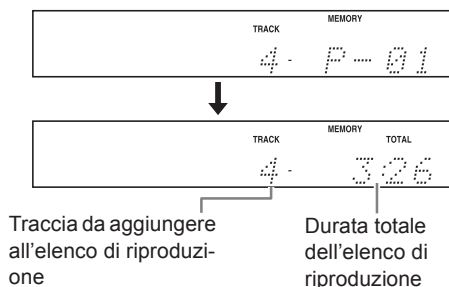 MEMORY
TRACK
4- P-01
MEMORY
TRACK TOTAL
4- 3:26
Traccia da aggiungere
all'elenco di riproduzi-
one
Durata totale
dell'elenco di
riproduzione